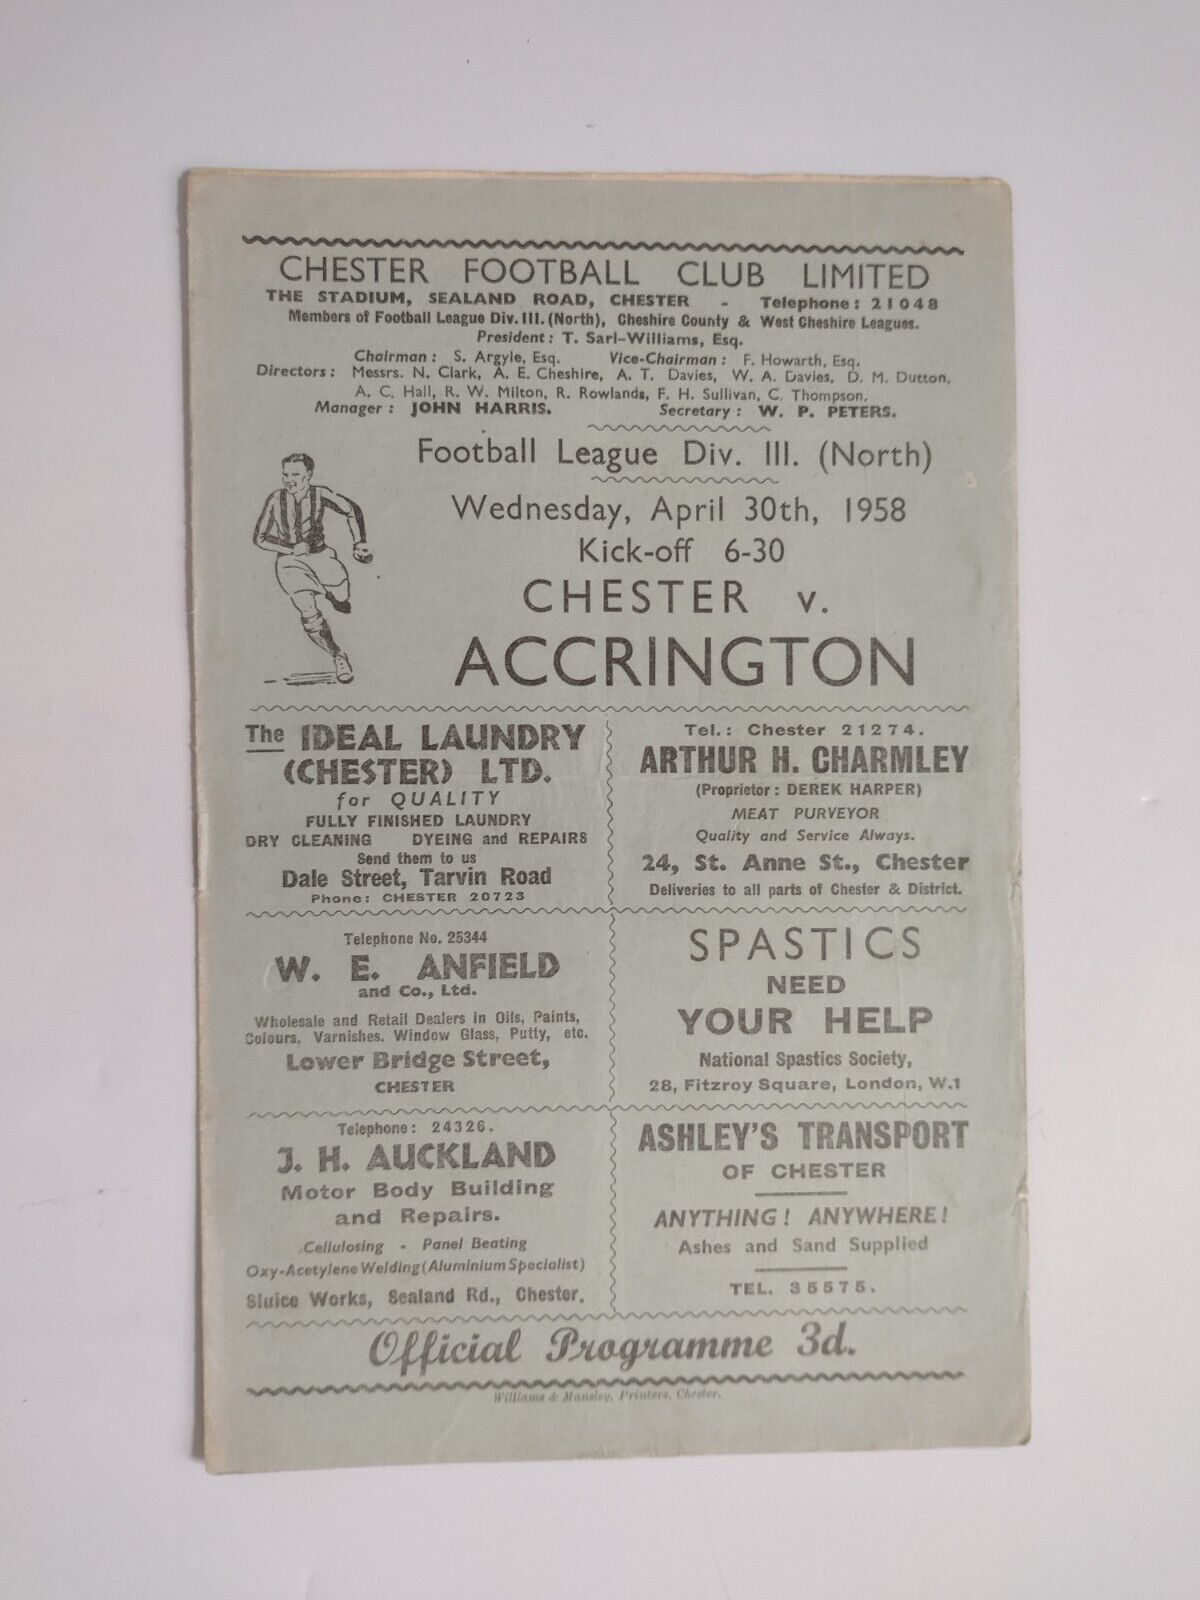 CHESTER FOOTBALL CLUB LIMITED
THE STADIUM, SEALAND ROAD, CHESTER - Telephone: 21048
Members of Football League Div. III. (North), Cheshire County & West Cheshire Leagues.
President: T. Sarl-Williams, Esq.
Chairman: S. Argyle, Esq. Vice-Chairman: F. Howarth, Esq.
Directors: Messrs. N. Clark, A. E. Cheshire, A. T. Davies, W. A. Davies, D. M. Dutton,
A. C. Hall, R. W. Milton, R. Rowlands, F. H. Sullivan, C. Thompson.
Manager: JOHN HARRIS. Secretary: W. P. PETERS.
Football League Div. III. (North)
Wednesday, April 30th, 1958
Kick-off 6-30
CHESTER v.
ACCRINGTON
The IDEAL LAUNDRY
(CHESTER) LTD.
for QUALITY
FULLY FINISHED LAUNDRY
DRY CLEANING DYEING and REPAIRS
Send them to us
Dale Street, Tarvin Road
Phone: CHESTER 20723
Tel.: Chester 21274.
ARTHUR H. CHARMLEY
(Proprietor: DEREK HARPER)
MEAT PURVEYOR
Quality and Service Always.
24, St. Anne St., Chester
Deliveries to all parts of Chester & District.
Telephone No. 25344
W. E. ANFIELD
and Co., Ltd.
Wholesale and Retail Dealers in Oils, Paints,
Colours, Varnishes. Window Glass, Putty, etc.
Lower Bridge Street,
CHESTER
SPASTICS
NEED
YOUR HELP
National Spastics Society,
28, Fitzroy Square, London, W.1
Telephone: 24326.
J. H. AUCKLAND
Motor Body Building
and Repairs.
Cellulosing - Panel Beating
Oxy-Acetylene Welding (Aluminium Specialist)
Sluice Works, Sealand Rd., Chester.
ASHLEY'S TRANSPORT
OF CHESTER
ANYTHING! ANYWHERE!
Ashes and Sand Supplied
TEL. 35575.
Official Programme 3d.
Williams & Mansley, Printers, Chester.